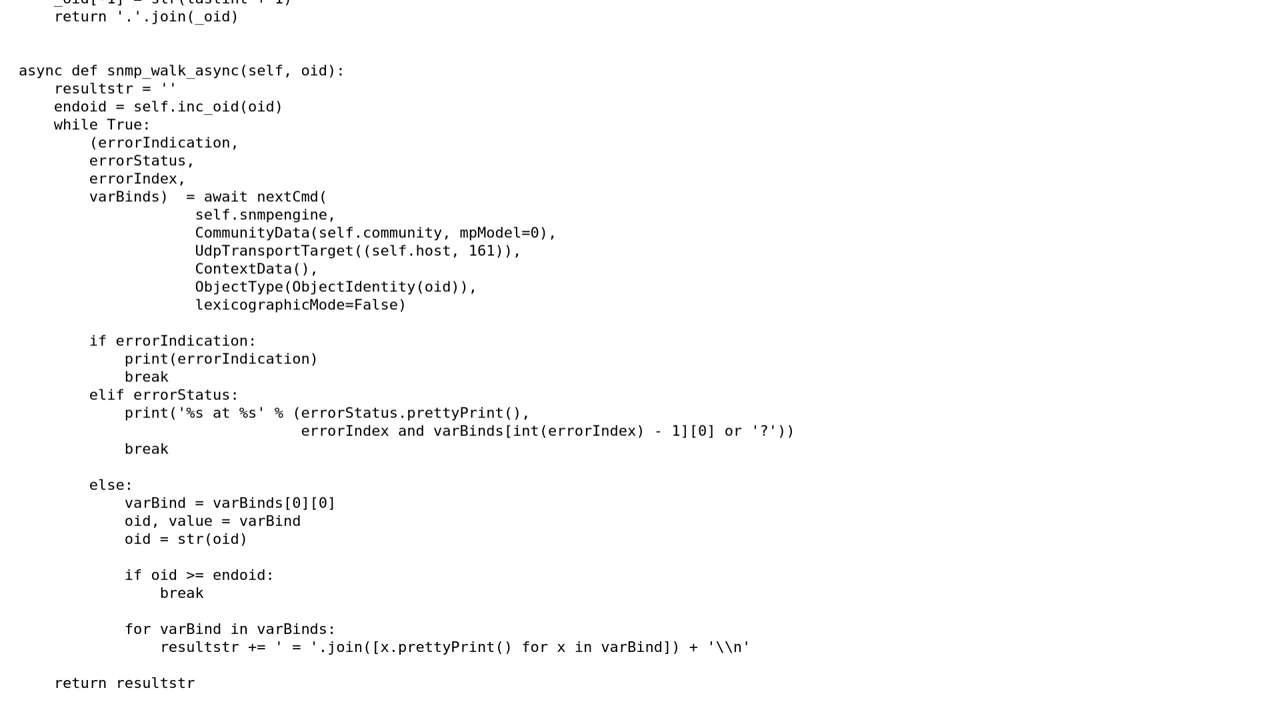 _oid[-1] = str(lastint + 1)
return '.'.join(_oid)
async def snmp_walk_async(self, oid):
resultstr = ''
endoid = self.inc_oid(oid)
while True:
(errorIndication,
errorStatus,
errorIndex,
varBinds)  = await nextCmd(
self.snmpengine,
CommunityData(self.community, mpModel=0),
UdpTransportTarget((self.host, 161)),
ContextData(),
ObjectType(ObjectIdentity(oid)),
lexicographicMode=False)
if errorIndication:
print(errorIndication)
break
elif errorStatus:
print('%s at %s' % (errorStatus.prettyPrint(),
errorIndex and varBinds[int(errorIndex) - 1][0] or '?'))
break
else:
varBind = varBinds[0][0]
oid, value = varBind
oid = str(oid)
if oid >= endoid:
break
for varBind in varBinds:
resultstr += ' = '.join([x.prettyPrint() for x in varBind]) + '\\n'
return resultstr